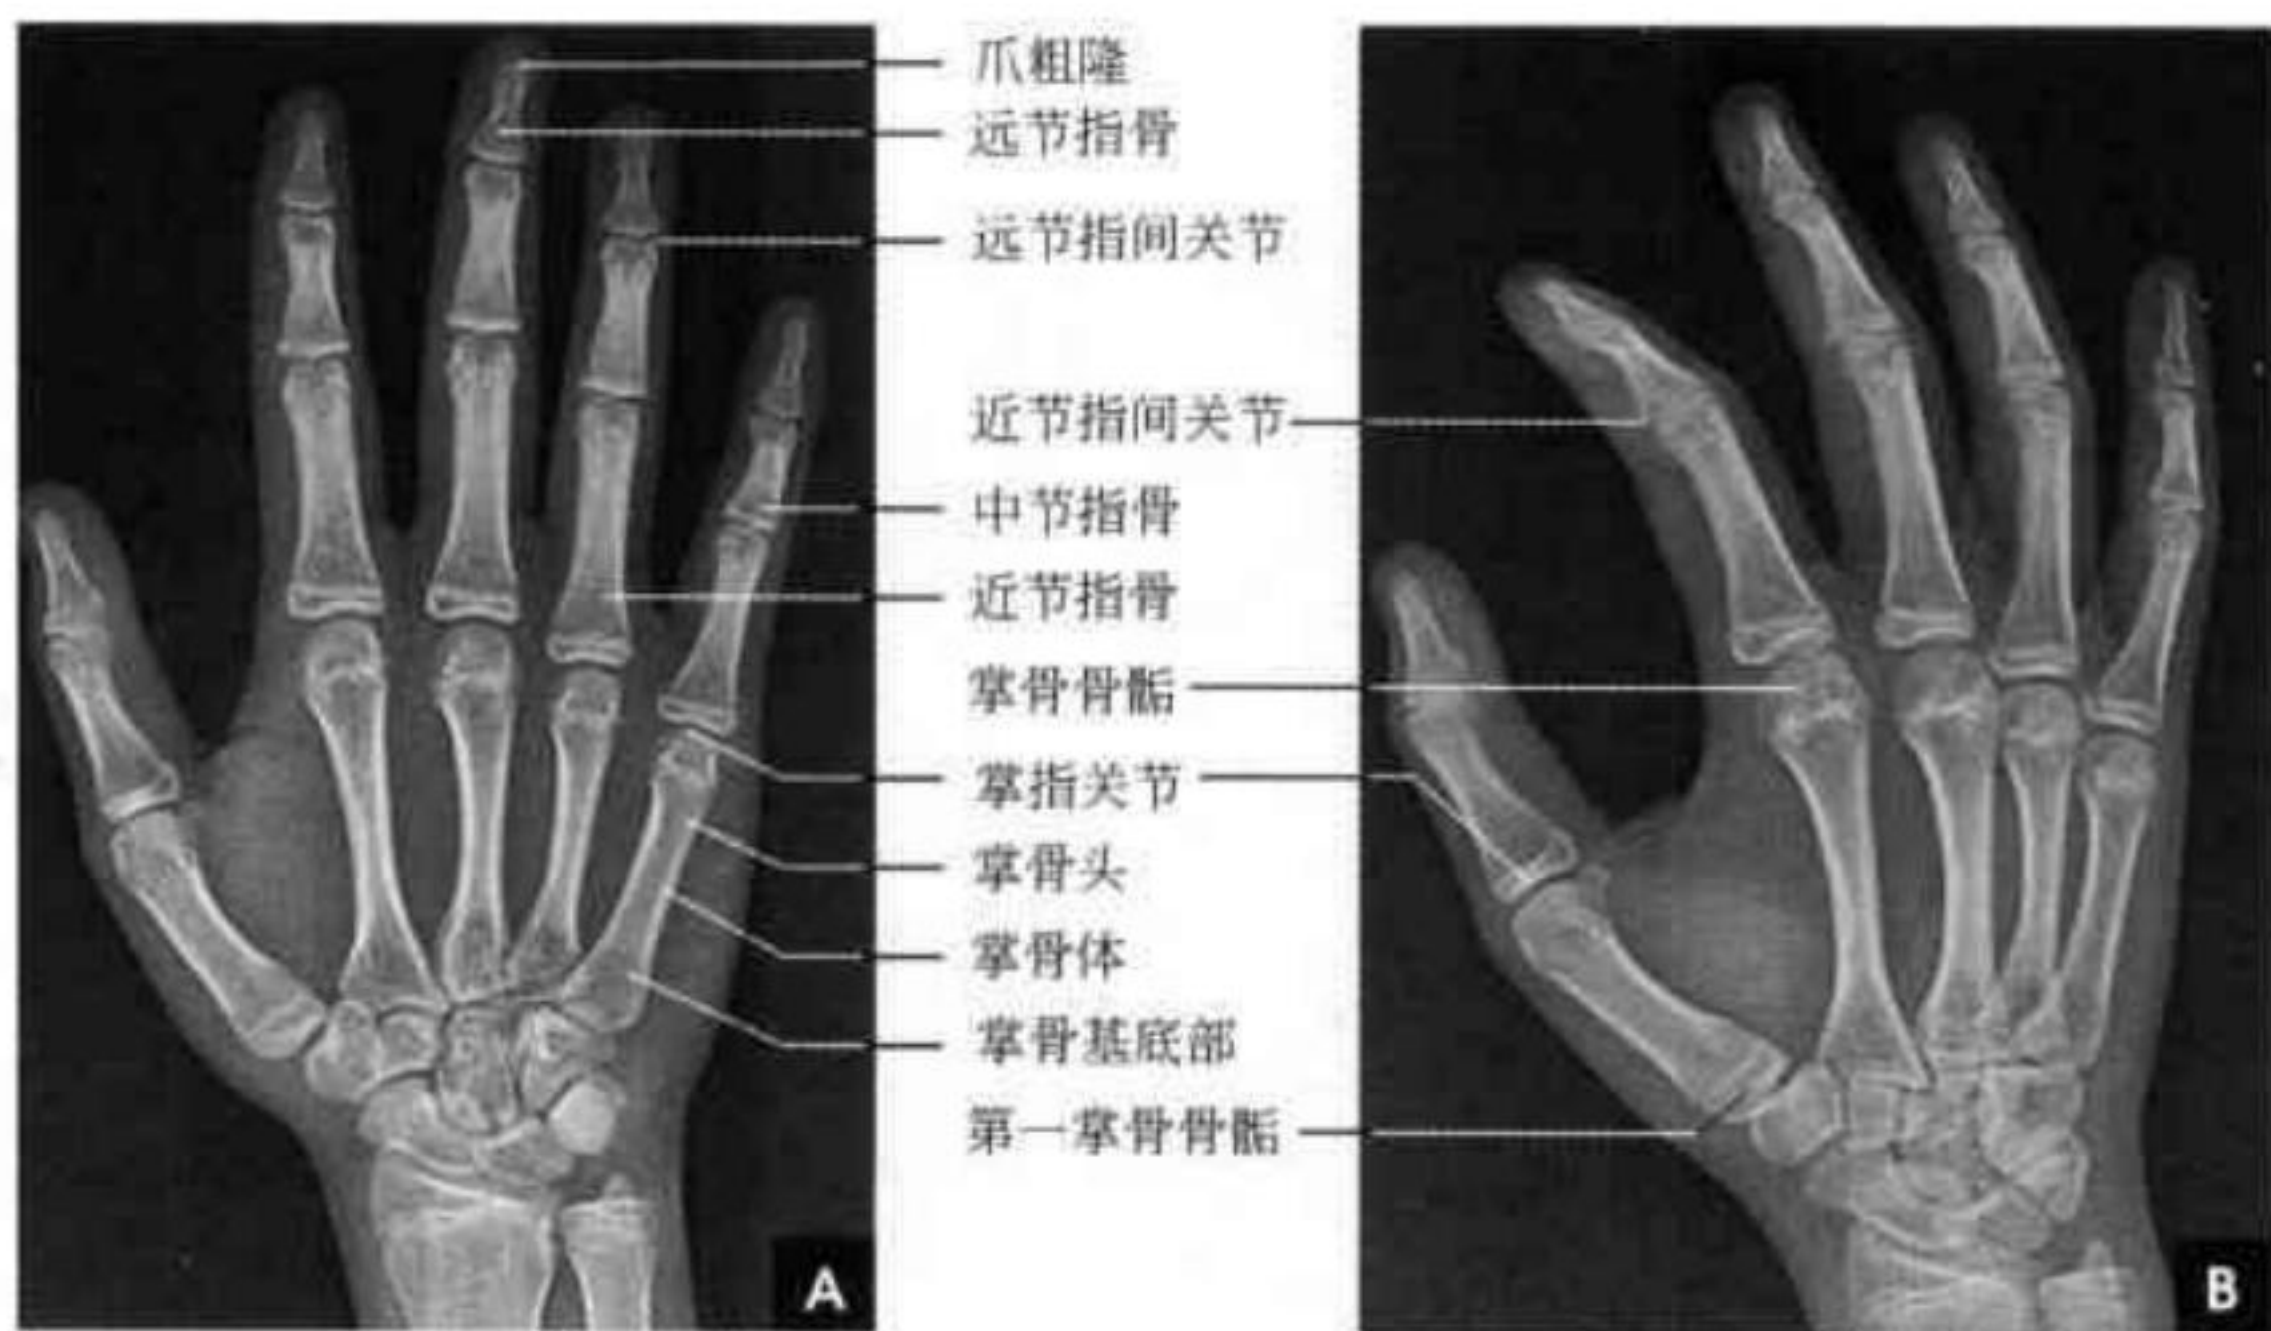 爪粗隆
远节指骨
远节指间关节
近节指间关节
中节指骨
近节指骨
掌骨骨骺
掌指关节
掌骨头
掌骨体
掌骨基底部
第一掌骨骨骺
A
B